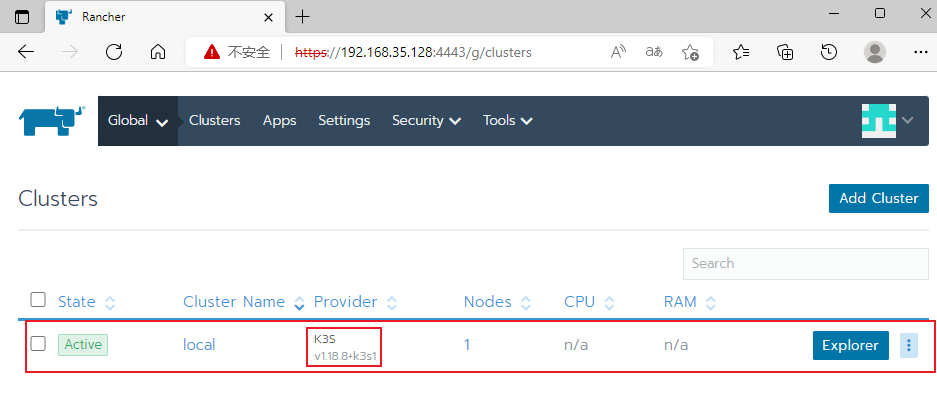 Rancher
不安全 https://192.168.35.128:4443/g/clusters
Global Clusters Apps Settings Security Tools
Clusters
Add Cluster
Search
State Cluster Name Provider Nodes CPU RAM
Active local K3S 1 n/a n/a Explorer
v1.18.8+k3s1